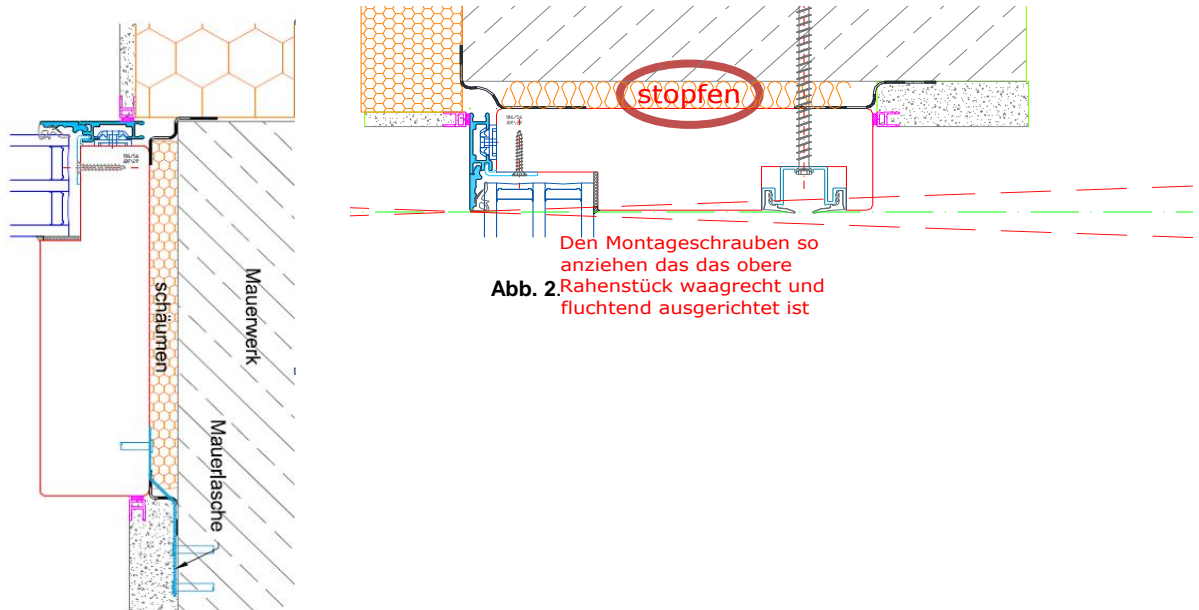 schäumen
Mauerwerk
Mauerlasche
stopfen
Den Montageschrauben so
anziehen das das obere
Abb. 2.Rahenstück waagrecht und
fluchtend ausgerichtet ist